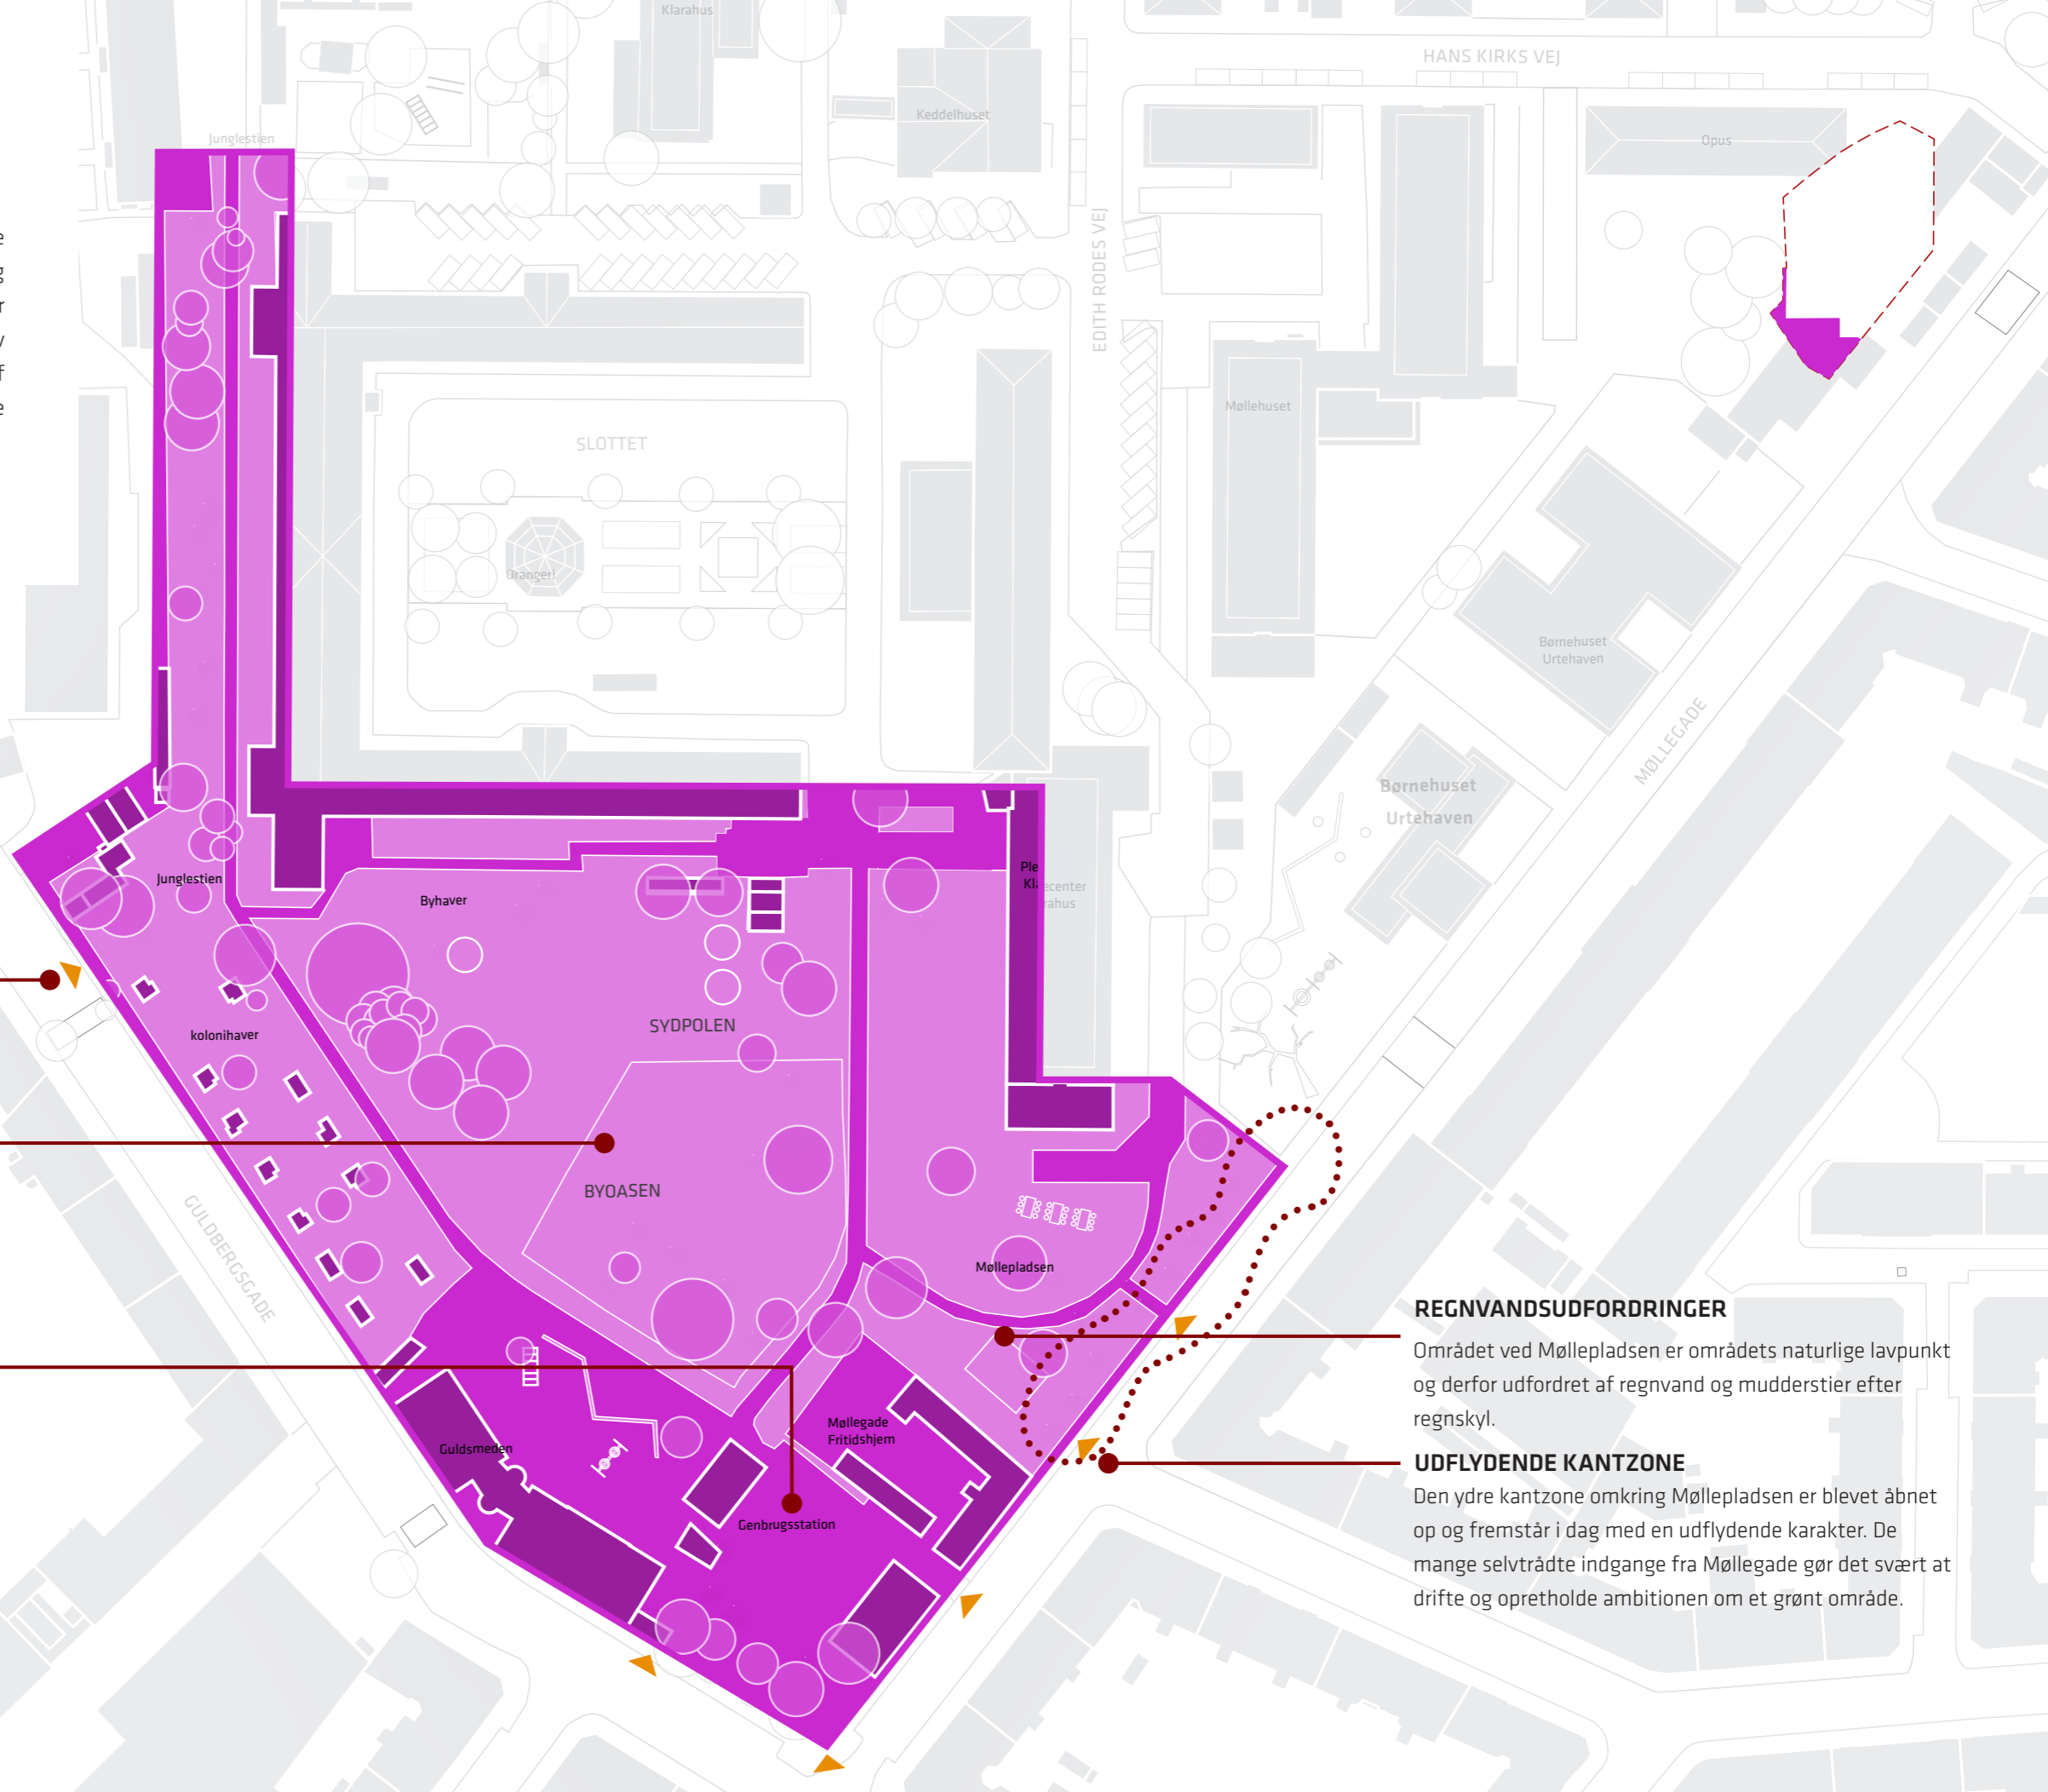 Klarahus
HANS KIRKS VEJ
Keddelhuset
Junglestien
Opus
e
g
r
v
f
e
EDITH RODES VEJ
Møllehuset
SLOTTET
Orangeri
Børnehuset
Urtehaven
MØLLEGADE
Børnehuset
Urtehaven
Plejecenter
Klarahus
Junglestien
Byhaver
kolonihaver
SYDPOLEN
BYOASEN
GULDBERGSGADE
Møllepladsen
Møllegade
Fritidshjem
Guldsmeden
Genbrugsstation
REGNVANDSUDFORDRINGER
Området ved Møllepladsen er områdets naturlige lavpunkt
og derfor udfordret af regnvand og mudderstier efter
regnskyl.
UDFLYDENDE KANTZONE
Den ydre kantzone omkring Møllepladsen er blevet åbnet
op og fremstår i dag med en udflydende karakter. De
mange selvtrådte indgange fra Møllegade gør det svært at
drifte og opretholde ambitionen om et grønt område.